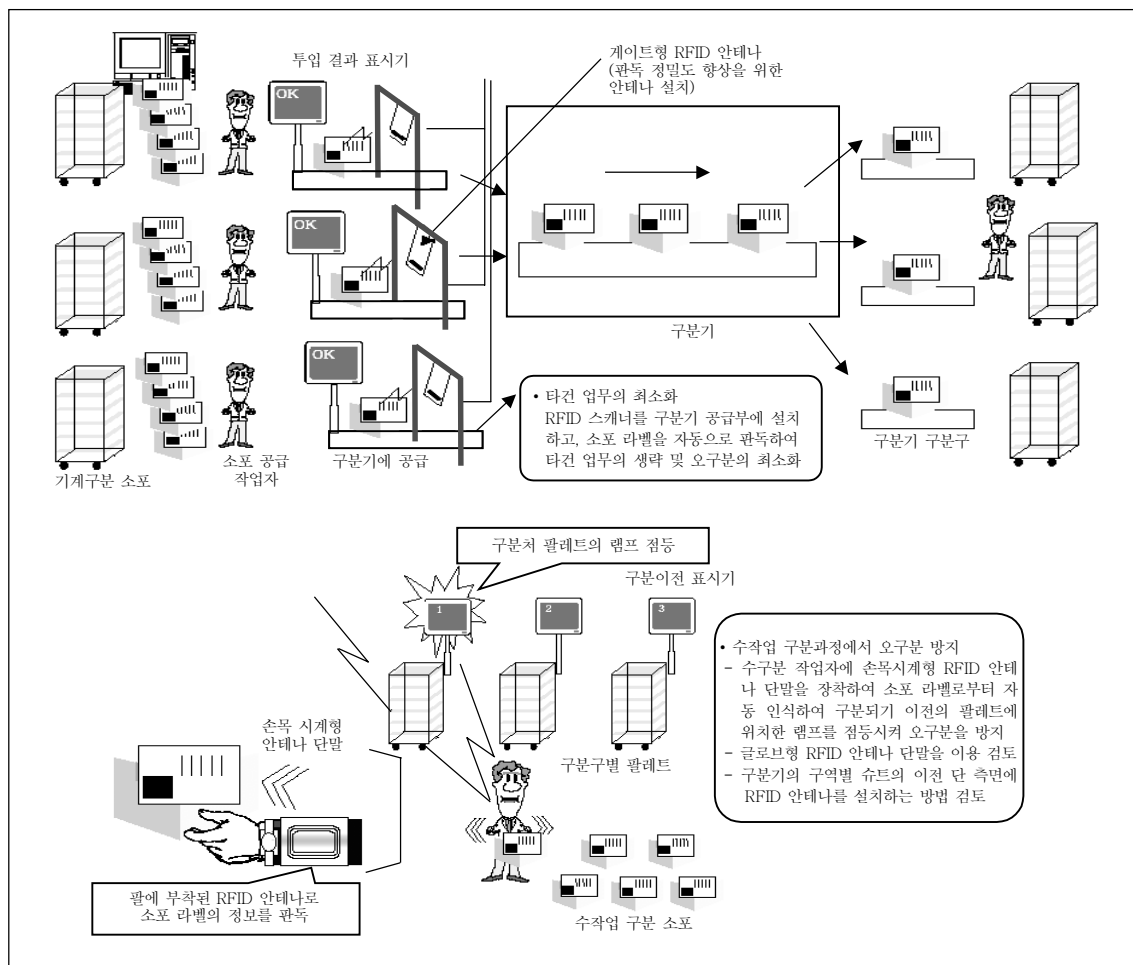 투입 결과 표시기
게이트형 RFID 안테나
(판독 정밀도 향상을 위한
안테나 설치)
OK
OK
OK
구분기
• 타건 업무의 최소화
RFID 스캐너를 구분기 공급부에 설치
하고, 소포 라벨을 자동으로 판독하여
타건 업무의 생략 및 오구분의 최소화
기계구분 소포
소포 공급
작업자
구분기에 공급
구분기 구분구
구분처 팔레트의 램프 점등
구분이전 표시기
1
2
3
• 수작업 구분과정에서 오구분 방지
- 수구분 작업자에 손목시계형 RFID 안테
나 단말을 장착하여 소포 라벨로부터 자
동 인식하여 구분되기 이전의 팔레트에
위치한 램프를 점등시켜 오구분을 방지
- 글로브형 RFID 안테나 단말을 이용 검토
- 구분기의 구역별 슈트의 이전 단 측면에
RFID 안테나를 설치하는 방법 검토
손목 시계형
안테나 단말
구분구별 팔레트
팔에 부착된 RFID 안테나로
소포 라벨의 정보를 판독
수작업 구분 소포